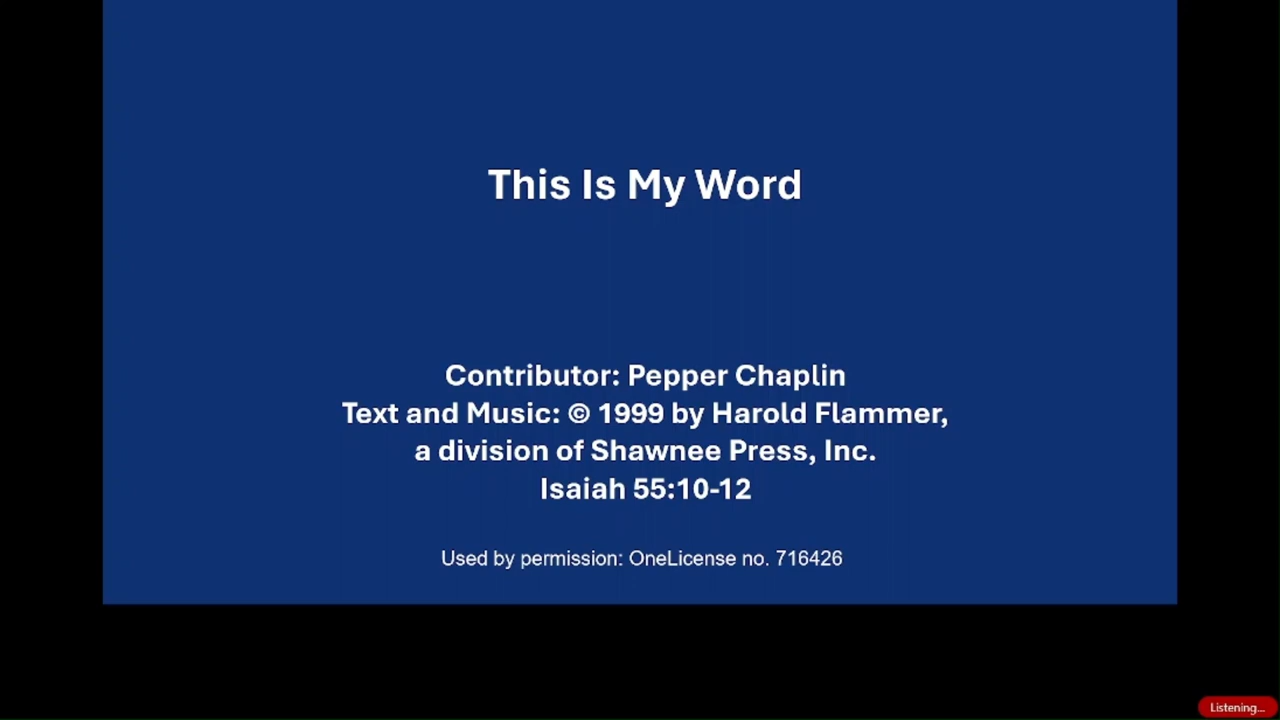 This Is My Word
Contributor: Pepper Chaplin
Text and Music: © 1999 by Harold Flammer,
a division of Shawnee Press, Inc.
Isaiah 55:10-12
Used by permission: OneLicense no. 716426
Listening...